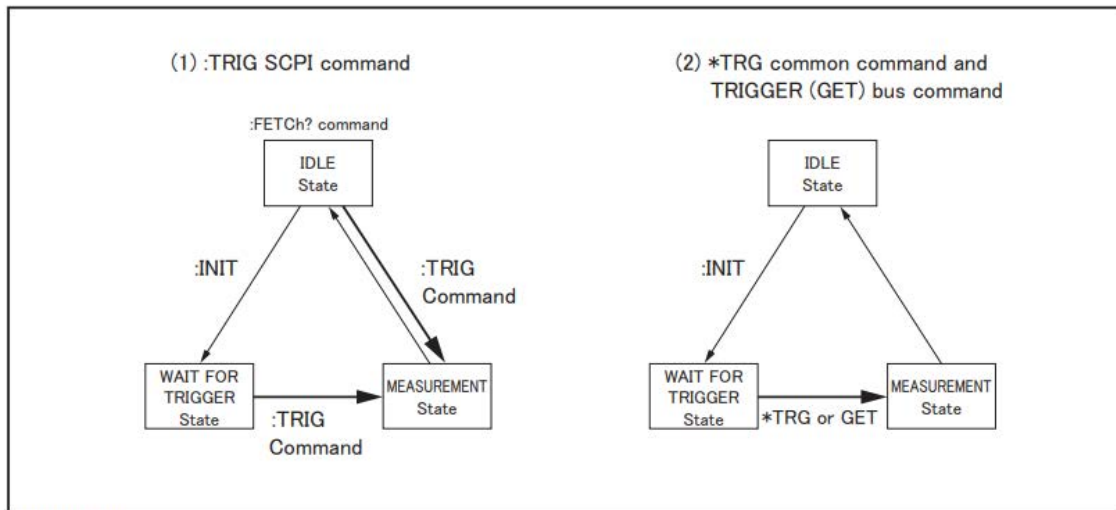 (1) :TRIG SCPI command
:FETCh? command
IDLE
State
:INIT
:TRIG
Command
WAIT FOR
TRIGGER
State
:TRIG
Command
MEASUREMENT
State
(2) *TRG common command and
TRIGGER (GET) bus command
IDLE
State
:INIT
WAIT FOR
TRIGGER
State
*TRG or GET
MEASUREMENT
State